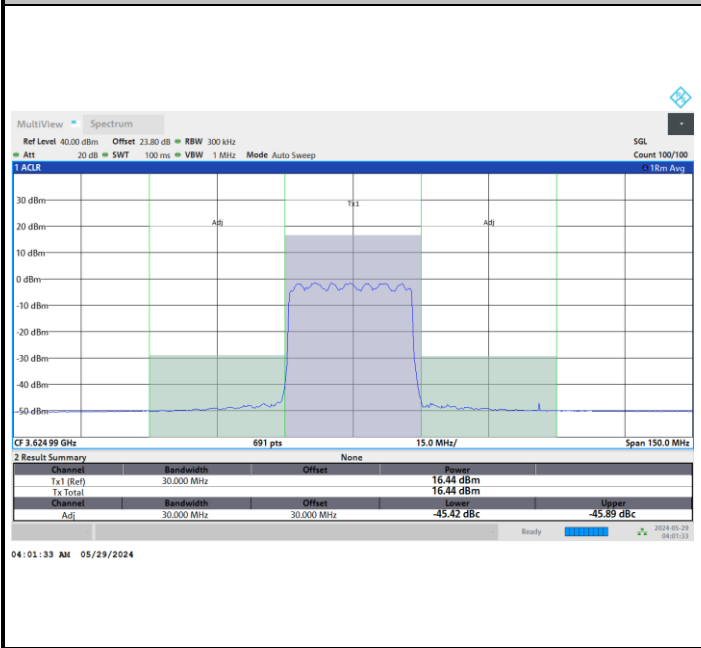 MultiView Spectrum
Ref Level 40.00 dBm Offset 23.80 dB RBW 300 kHz SGL
Att 20 dB SWT 100 ms VBW 1 MHz Mode Auto Sweep Count 100/100
1 ACLR 1Rm Avg
30 dBm
Tx1
20 dBm
Adj Adj
10 dBm
0 dBm
-10 dBm
-20 dBm
-30 dBm
-40 dBm
-50 dBm
CF 3.624 99 GHz 691 pts 15.0 MHz/ Span 150.0 MHz
2 Result Summary None
Channel Bandwidth Offset Power
Tx1 (Ref) 30.000 MHz 16.44 dBm
Tx Total 16.44 dBm
Channel Bandwidth Offset Lower Upper
Adj 30.000 MHz 30.000 MHz -45.42 dBc -45.89 dBc
Ready 2024-05-29
04:01:33
04:01:33 AM 05/29/2024